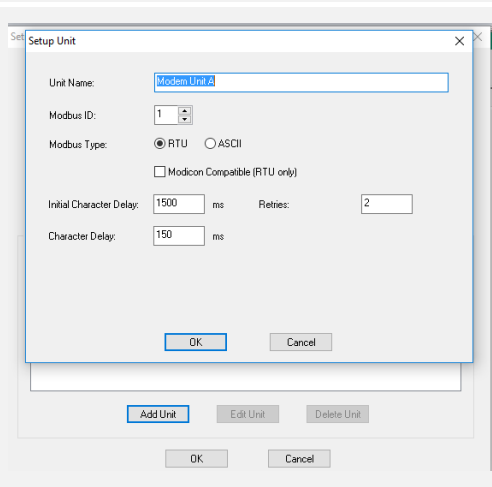 Set
Setup Unit
Unit Name: Modem Unit A
Modbus ID: 1
Modbus Type: RTU ASCII
Modicon Compatible (RTU only)
Initial Character Delay: 1500 ms Retries: 2
Character Delay: 150 ms
OK Cancel
Add Unit Edit Unit Delete Unit
OK Cancel